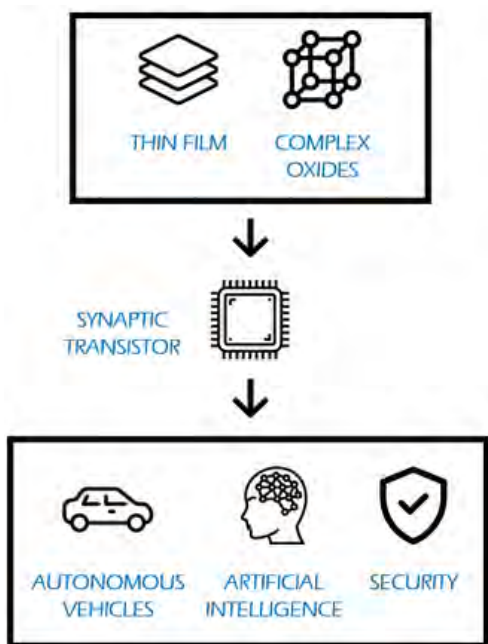 THIN FILM
COMPLEX
OXIDES
SYNAPTIC
TRANSISTOR
AUTONOMOUS
VEHICLES
ARTIFICIAL
INTELLIGENCE
SECURITY